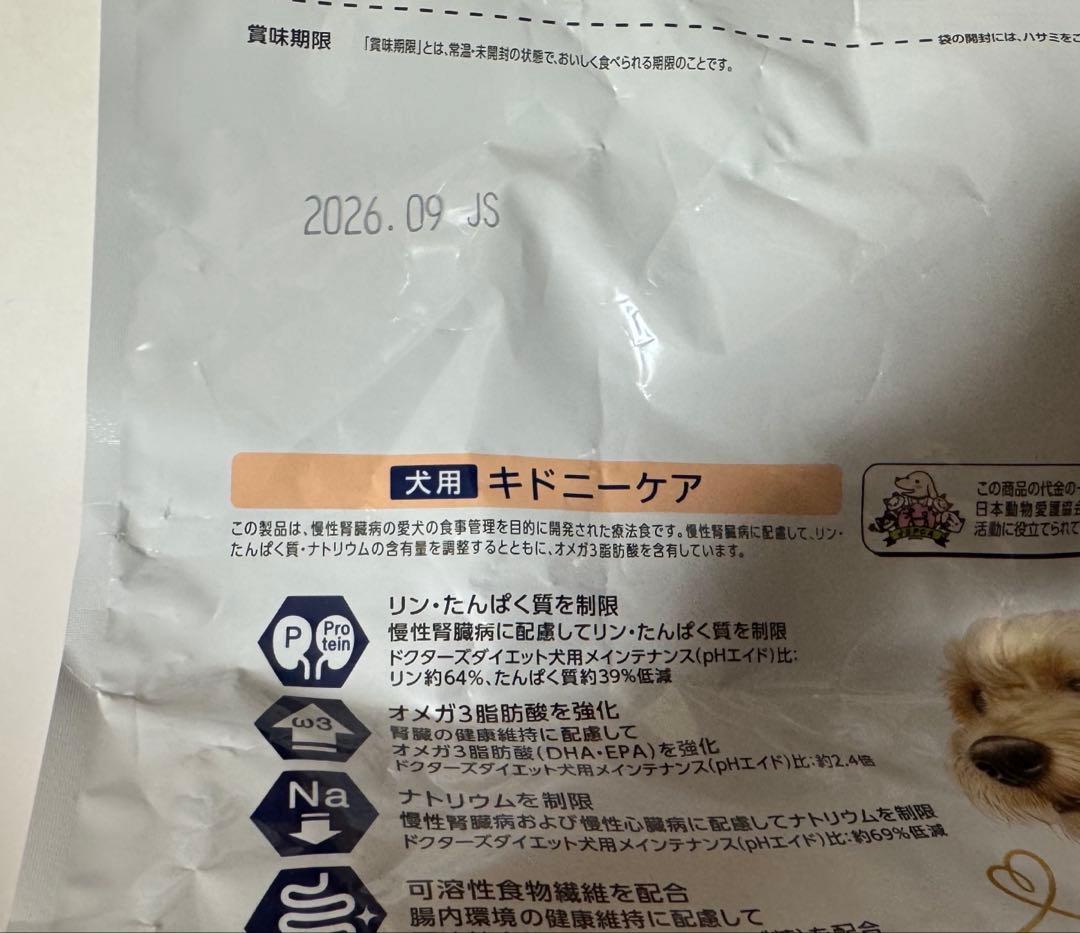 賞味期限
「賞味期限」とは、常温・未開封の状態で、おいしく食べられる期限のことです。
袋の開封には、ハサミをご
2026.09 JS
犬用 キドニーケア
この製品は、慢性腎臓病の愛犬の食事管理を目的に開発された療法食です。慢性腎臓病に配慮して、リン・
たんぱく質・ナトリウムの含有量を調整するとともに、オメガ3脂肪酸を含有しています。
この商品の代金の一
日本動物愛護協会
活動に役立てられて
P
Pro
tein
リン・たんぱく質を制限
慢性腎臓病に配慮してリン・たんぱく質を制限
ドクターズダイエット犬用メインテナンス(pHエイド)比:
リン約64%、たんぱく質約39%低減
ω3
オメガ3脂肪酸を強化
腎臓の健康維持に配慮して
オメガ3脂肪酸(DHA・EPA)を強化
ドクターズダイエット犬用メインテナンス(pHエイド)比:約2.4倍
Na
ナトリウムを制限
慢性腎臓病および慢性心臓病に配慮してナトリウムを制限
ドクターズダイエット犬用メインテナンス(pHエイド)比:約69%低減
可溶性食物繊維を配合
腸内環境の健康維持に配慮して